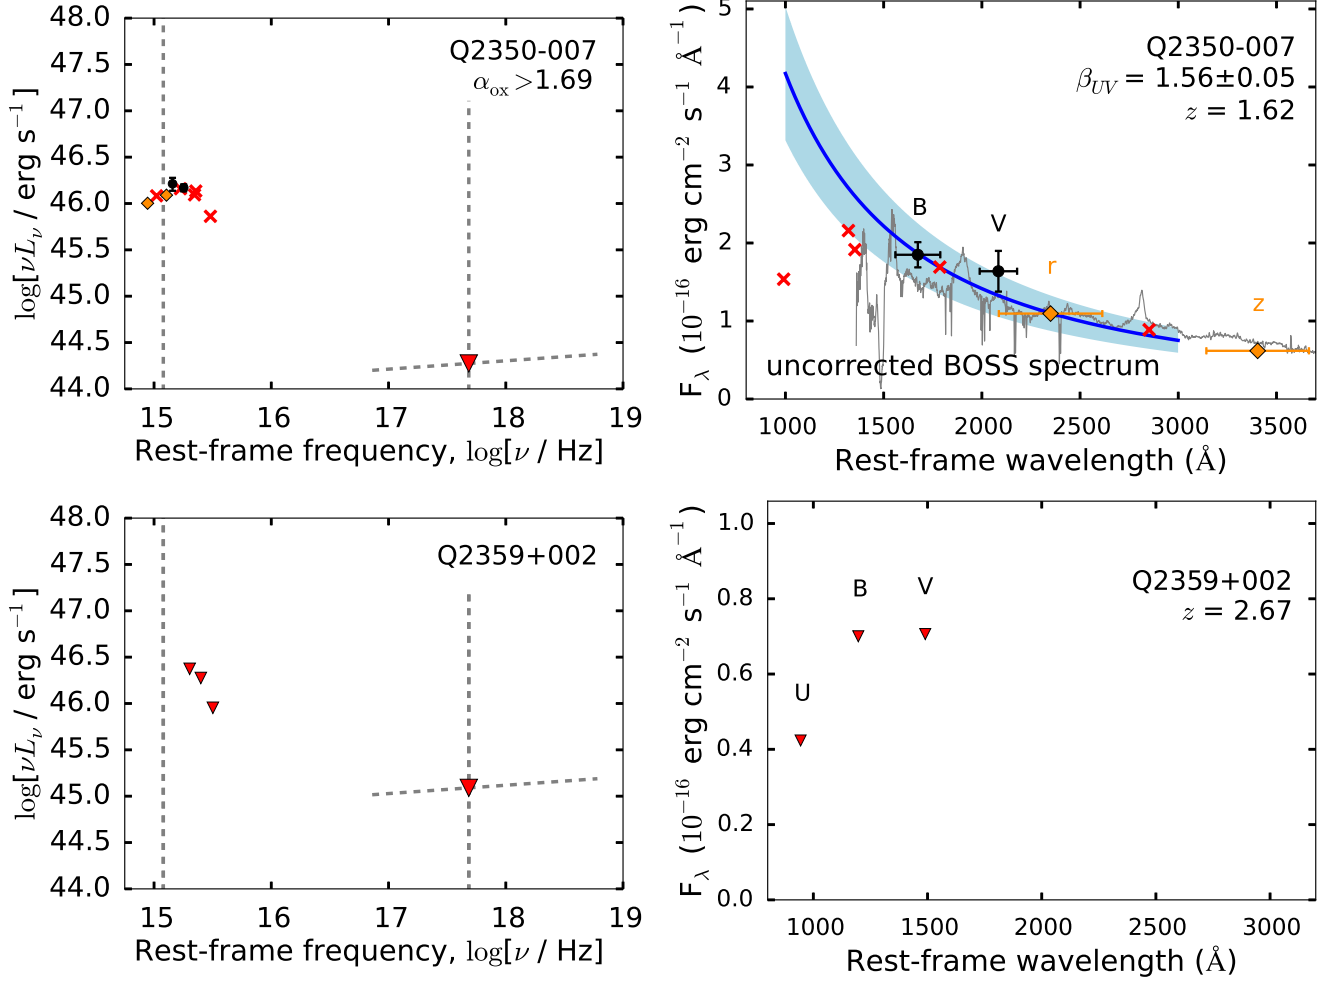 48.0
47.5
47.0
46.5
46.0
45.5
45.0
44.5
44.0
log[νL_ν / erg s⁻¹]
Q2350-007
α_ox >1.69
15 16 17 18 19
Rest-frame frequency, log[ν / Hz]
5
4
3
2
1
0
F_λ (10⁻¹⁶ erg cm⁻² s⁻¹ Å⁻¹)
Q2350-007
β_UV = 1.56±0.05
z = 1.62
B
V
r
z
uncorrected BOSS spectrum
1000 1500 2000 2500 3000 3500
Rest-frame wavelength (Å)
48.0
47.5
47.0
46.5
46.0
45.5
45.0
44.5
44.0
log[νL_ν / erg s⁻¹]
Q2359+002
15 16 17 18 19
Rest-frame frequency, log[ν / Hz]
1.0
0.8
0.6
0.4
0.2
0.0
F_λ (10⁻¹⁶ erg cm⁻² s⁻¹ Å⁻¹)
Q2359+002
z = 2.67
B
V
U
1000 1500 2000 2500 3000
Rest-frame wavelength (Å)